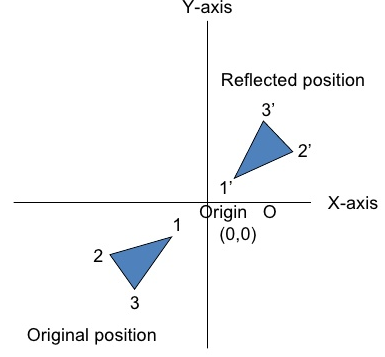 Y-axis
Reflected position
3’
2’
1’
X-axis
Origin O
(0,0)
1
2
3
Original position